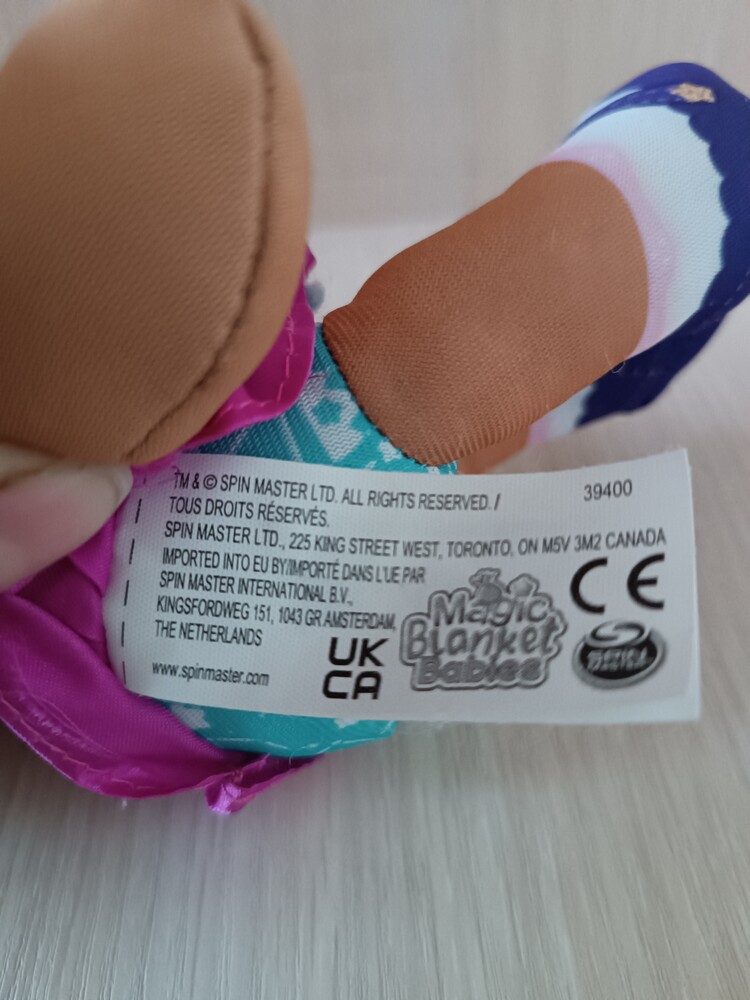 TM & © SPIN MASTER LTD. ALL RIGHTS RESERVED. /
39400
TOUS DROITS RÉSERVÉS.
SPIN MASTER LTD., 225 KING STREET WEST, TORONTO, ON M5V 3M2 CANADA
IMPORTED INTO EU BY/IMPORTÉ DANS L'UE PAR
SPIN MASTER INTERNATIONAL B.V.,
KINGSFORDWEG 151, 1043 GR AMSTERDAM,
THE NETHERLANDS
www.spinmaster.com
UK
CA
Magic
Blanket
Babies
CE
SPIN
MASTER